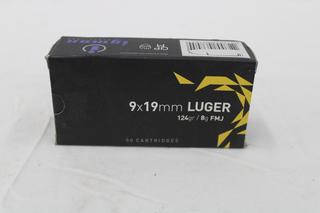 9x19mm LUGER
124gr / 8g FMJ
50 CARTRIDGES